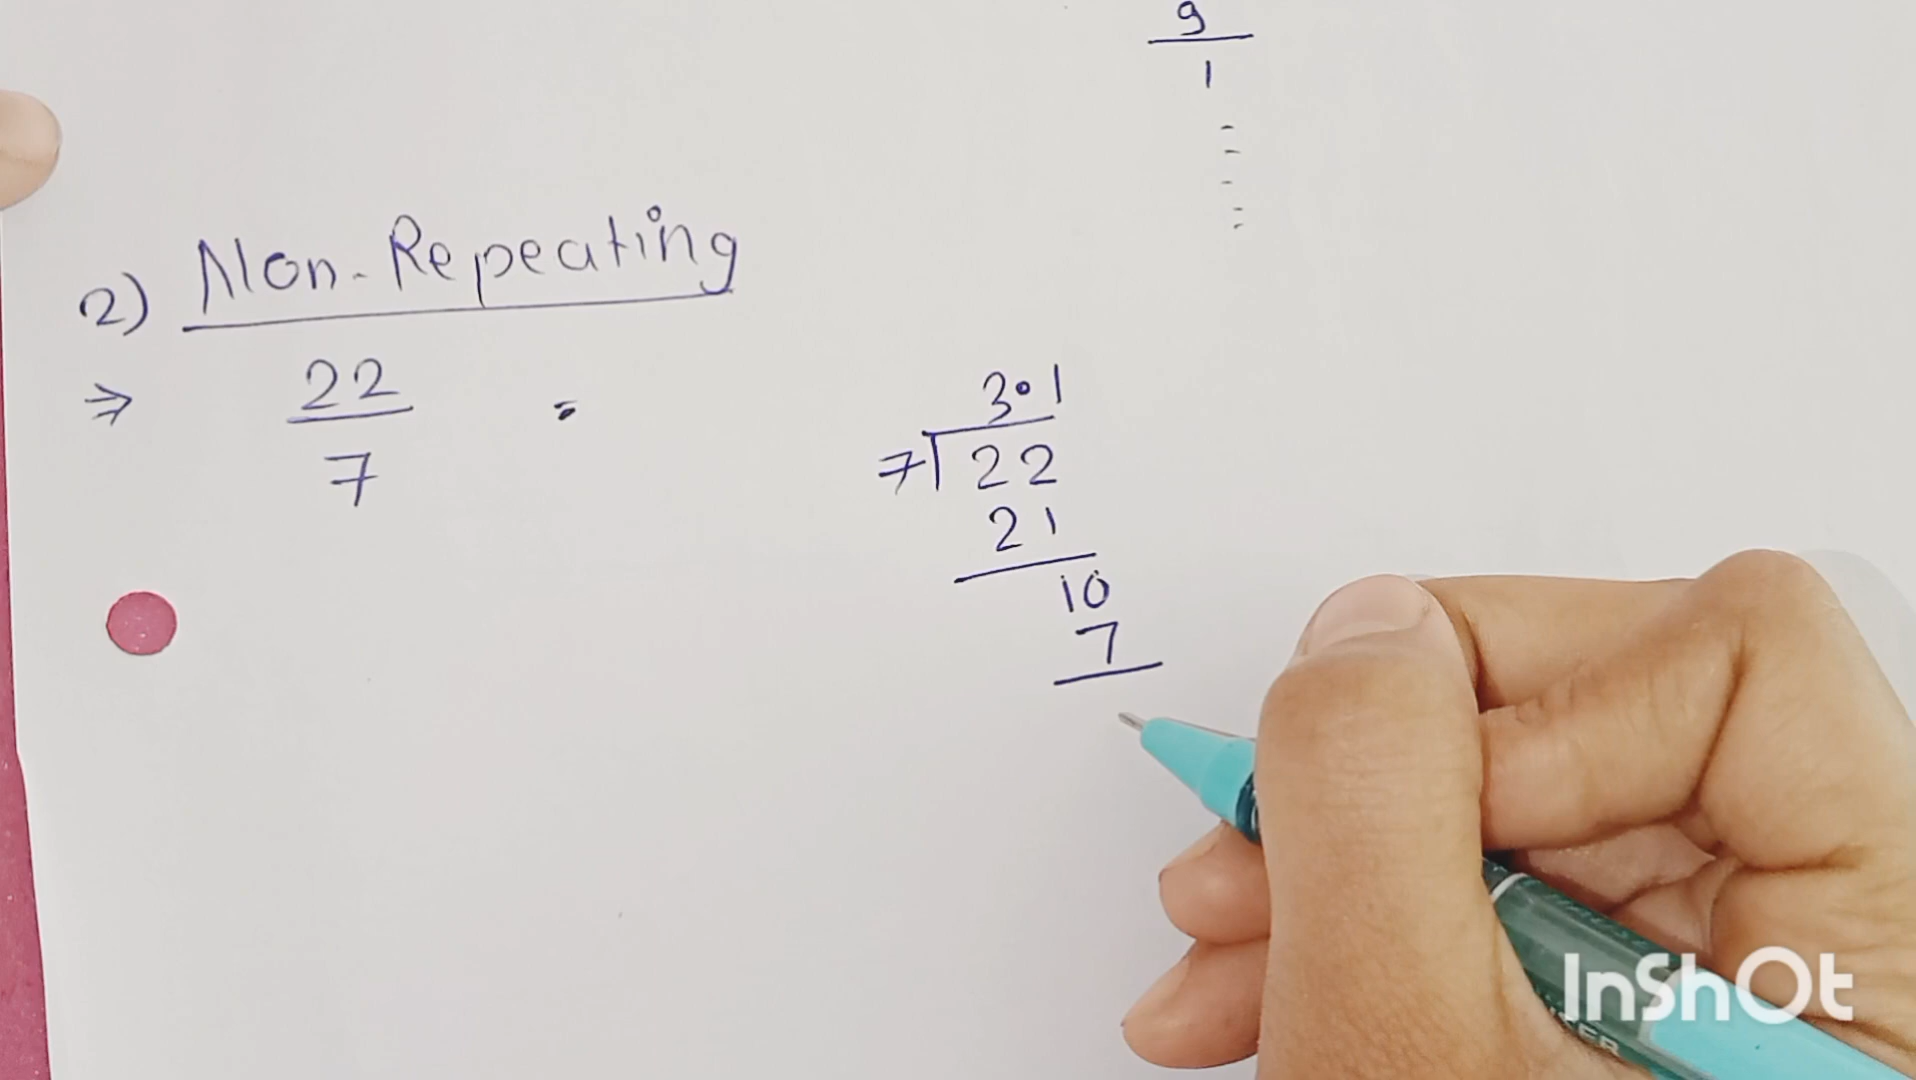 9
1
2) Non-Repeating
⇒ 22/7 =
3.1
7 22
21
10
7
InShOt